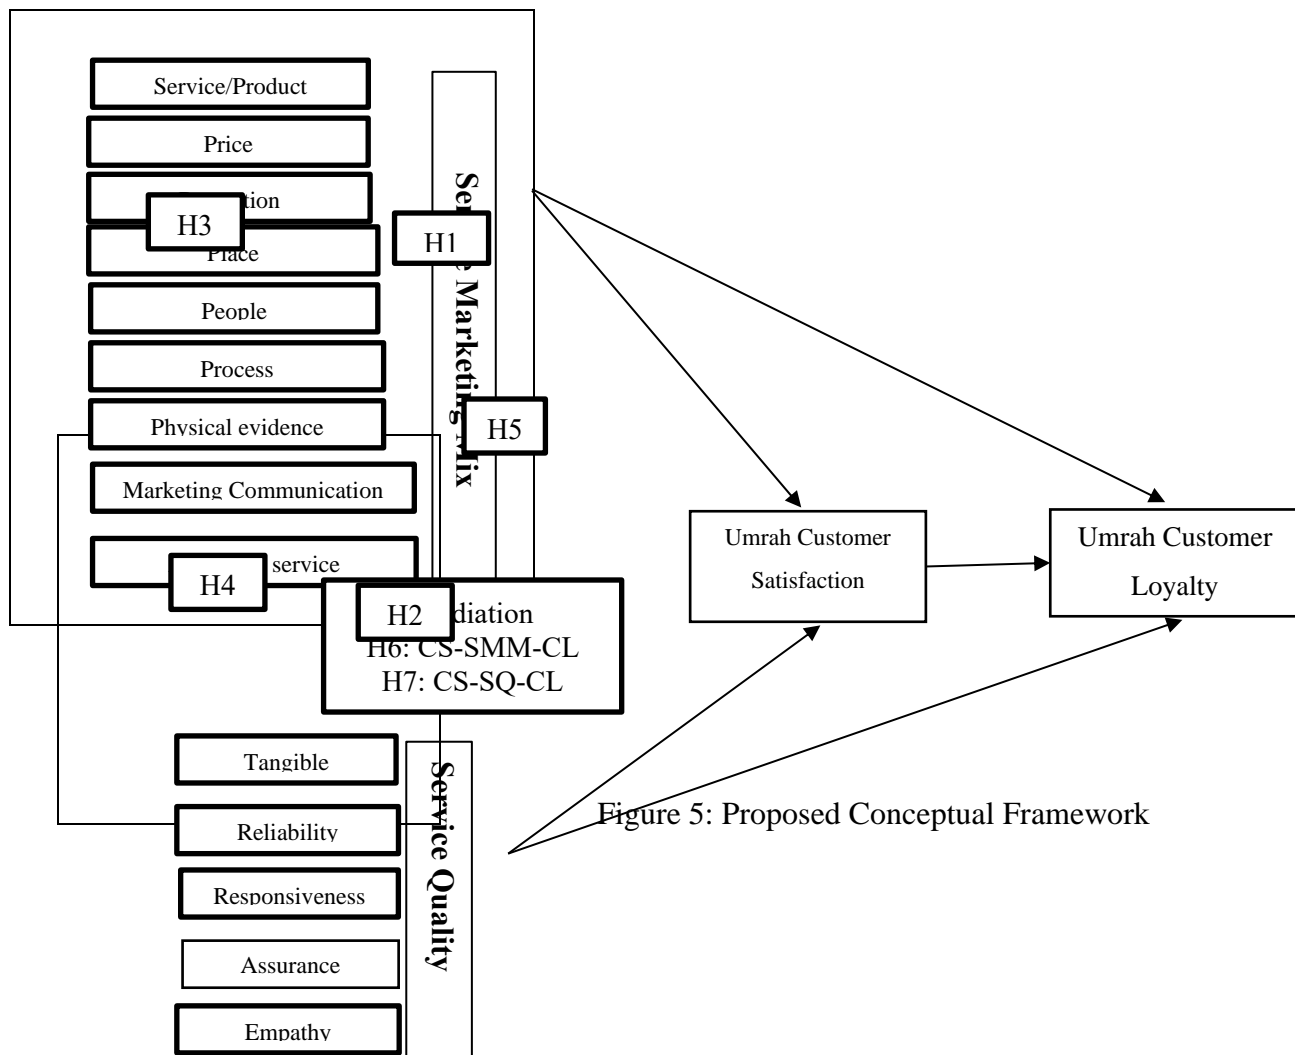 Service/Product
Price
tion
H3
Place
People
Process
Physical evidence
Marketing Communication
service
H4
Service Marketing Mix
H1
H5
H2
diation
H6: CS-SMM-CL
H7: CS-SQ-CL
Tangible
Reliability
Responsiveness
Assurance
Empathy
Service Quality
Umrah Customer
Satisfaction
Umrah Customer
Loyalty
Figure 5: Proposed Conceptual Framework